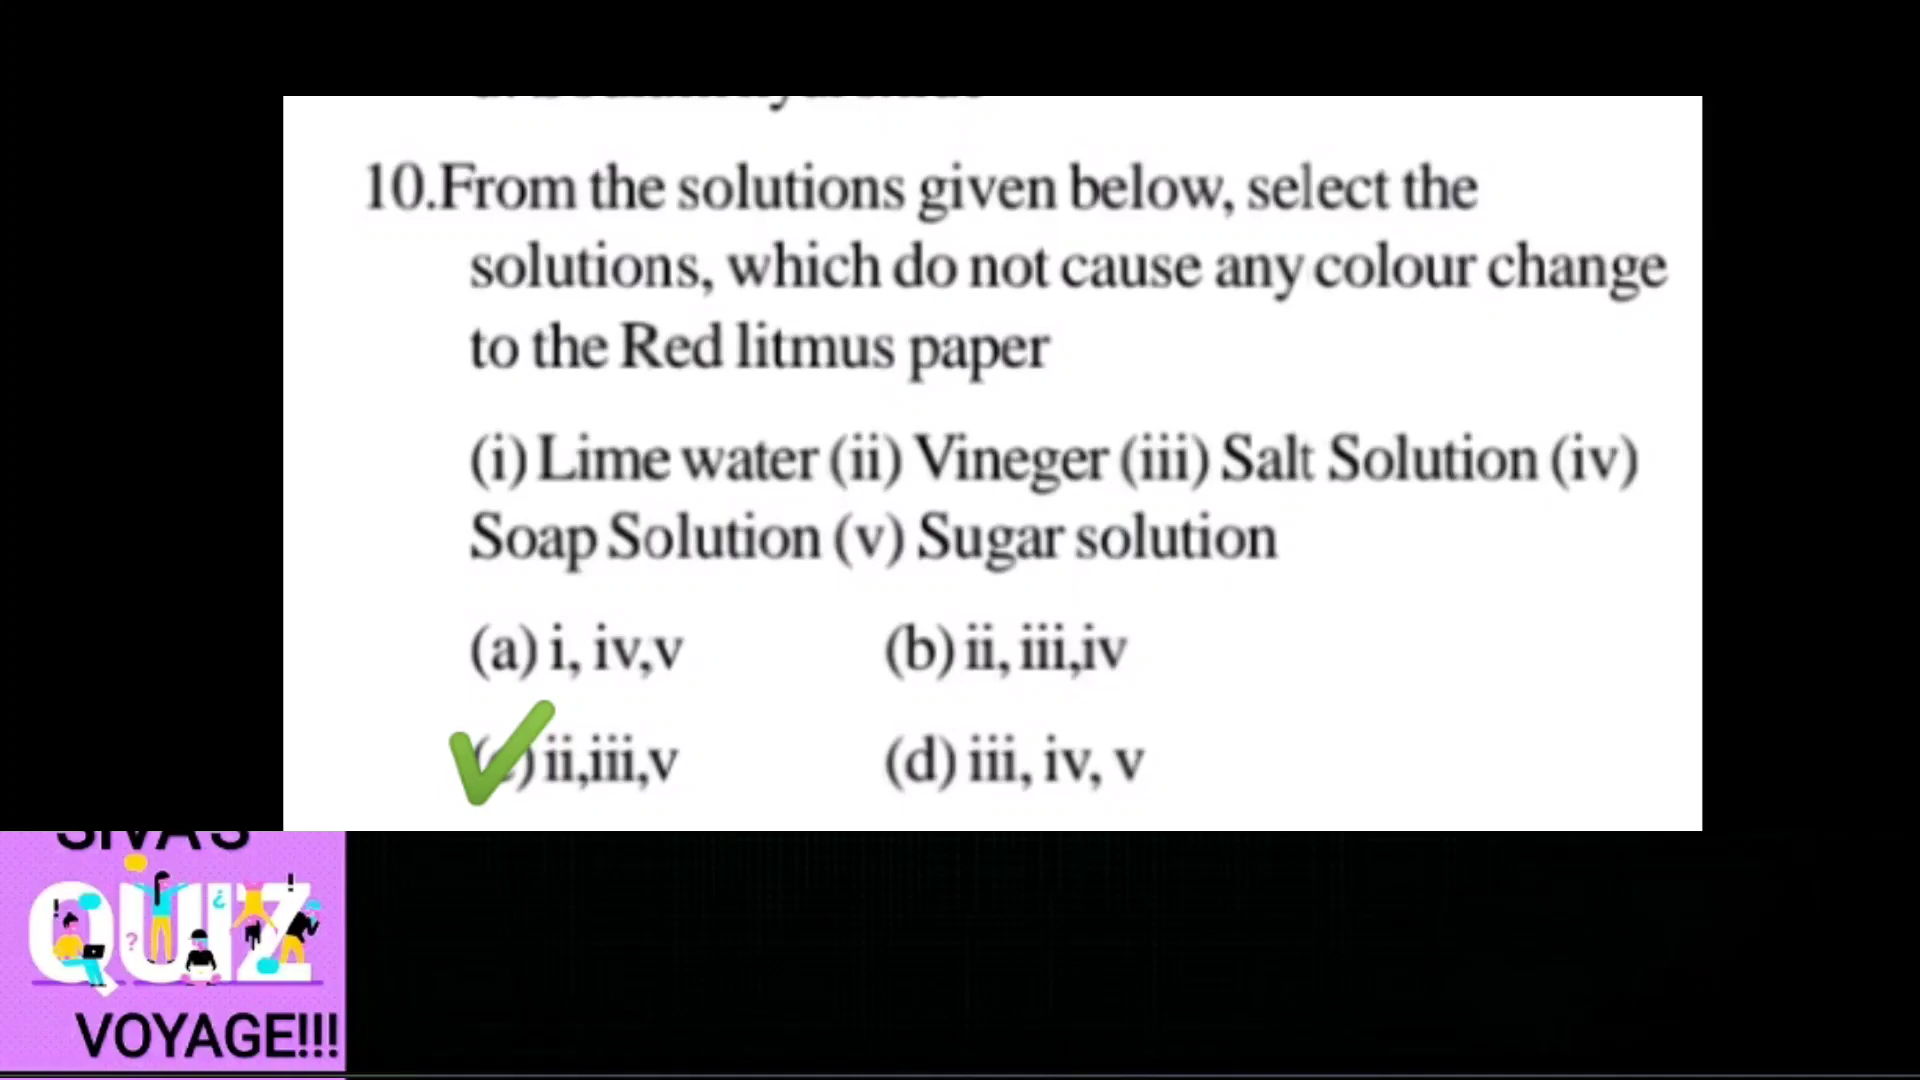 10.From the solutions given below, select the
solutions, which do not cause any colour change
to the Red litmus paper
(i) Lime water (ii) Vineger (iii) Salt Solution (iv)
Soap Solution (v) Sugar solution
(a) i, iv,v (b) ii, iii,iv
ii,iii,v (d) iii, iv, v
SIVA'S
QUIZ
VOYAGE!!!